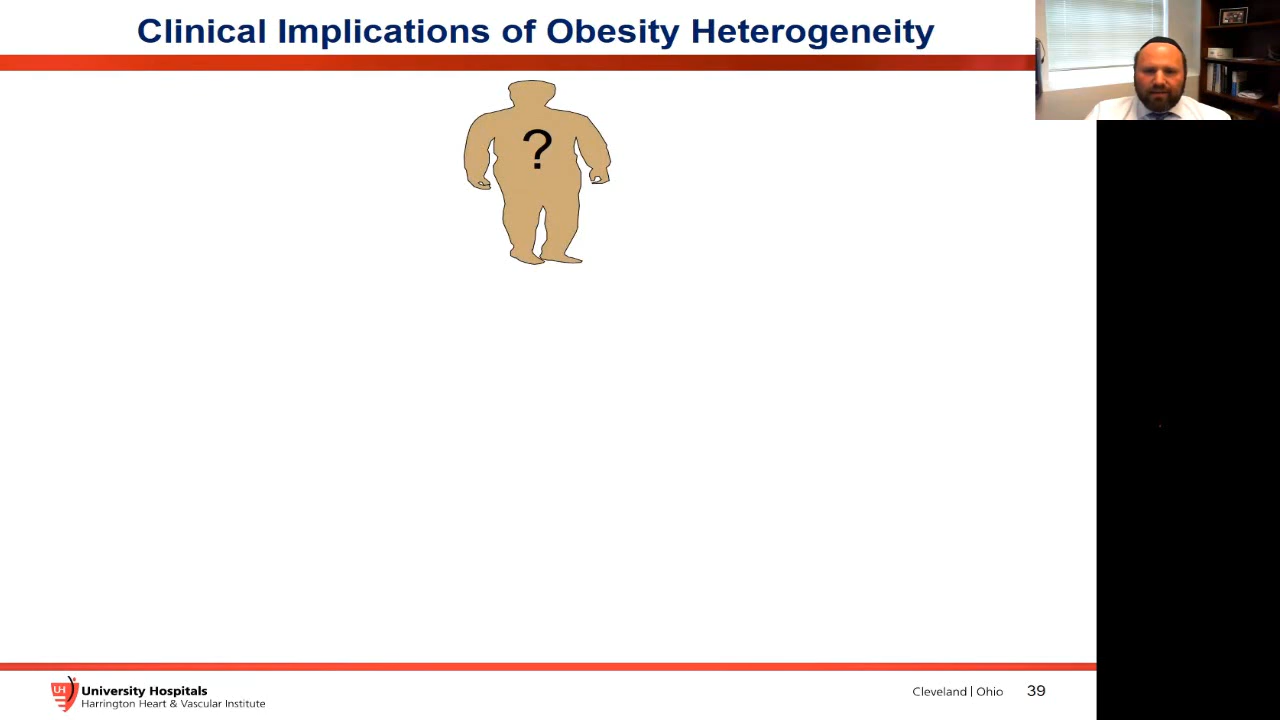 Clinical Implications of Obesity Heterogeneity
?
UH University Hospitals
Harrington Heart & Vascular Institute
Cleveland | Ohio 39